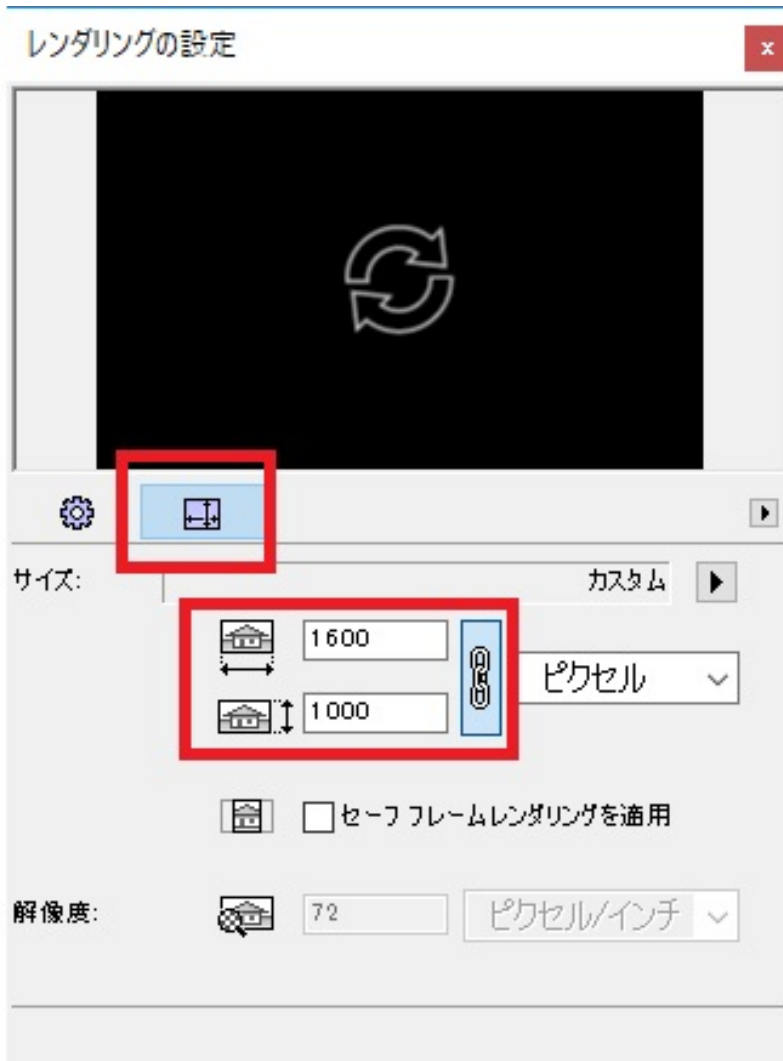 レンダリングの設定
x
サイズ:
カスタム
1600
ピクセル
1000
セーフ フレームレンダリングを適用
解像度:
72
ピクセル/インチ